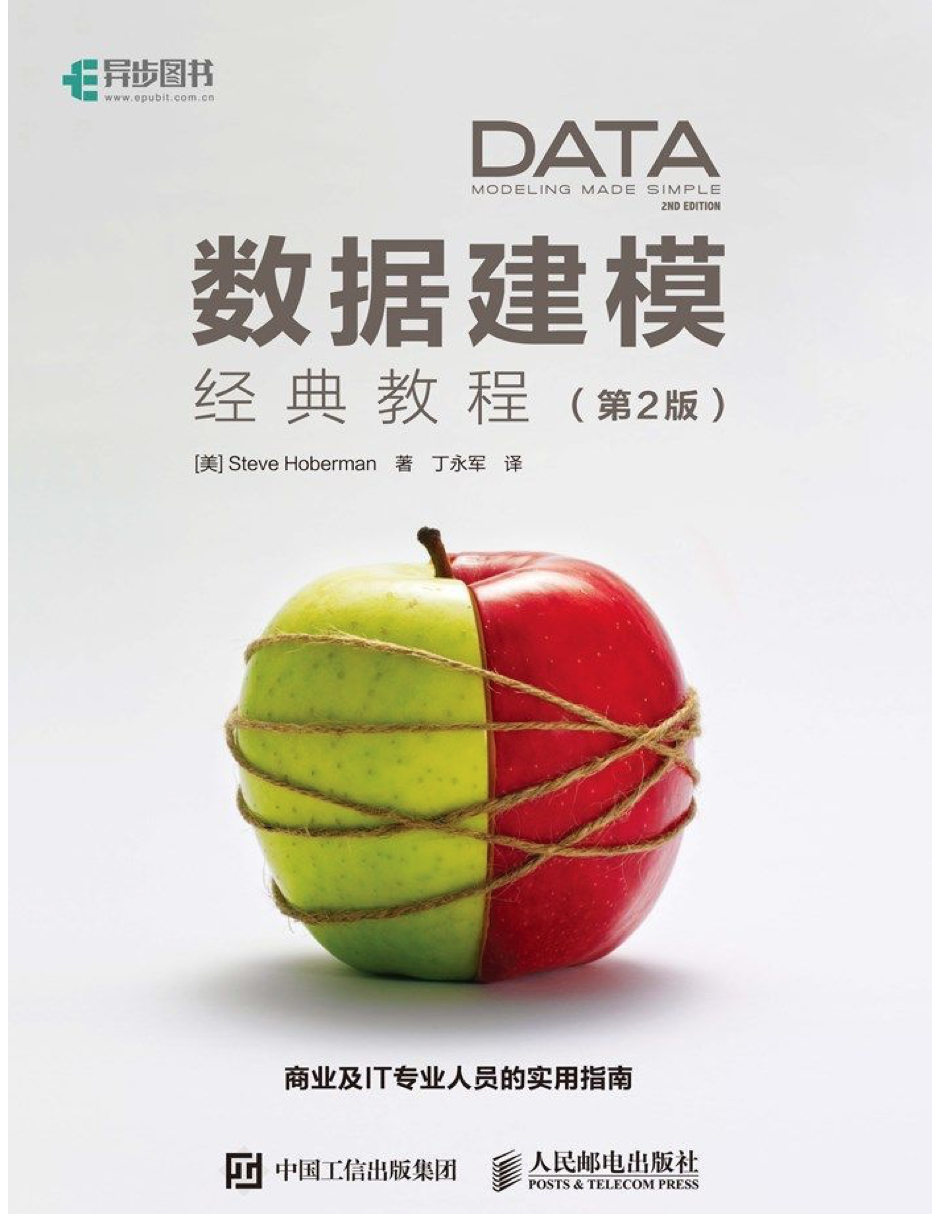 异步图书
www.epubit.com.cn
DATA
MODELING MADE SIMPLE
2ND EDITION
数据建模
经典教程（第2版）
[美] Steve Hoberman 著 丁永军 译
商业及IT专业人员的实用指南
中国工信出版集团 人民邮电出版社
POSTS & TELECOM PRESS